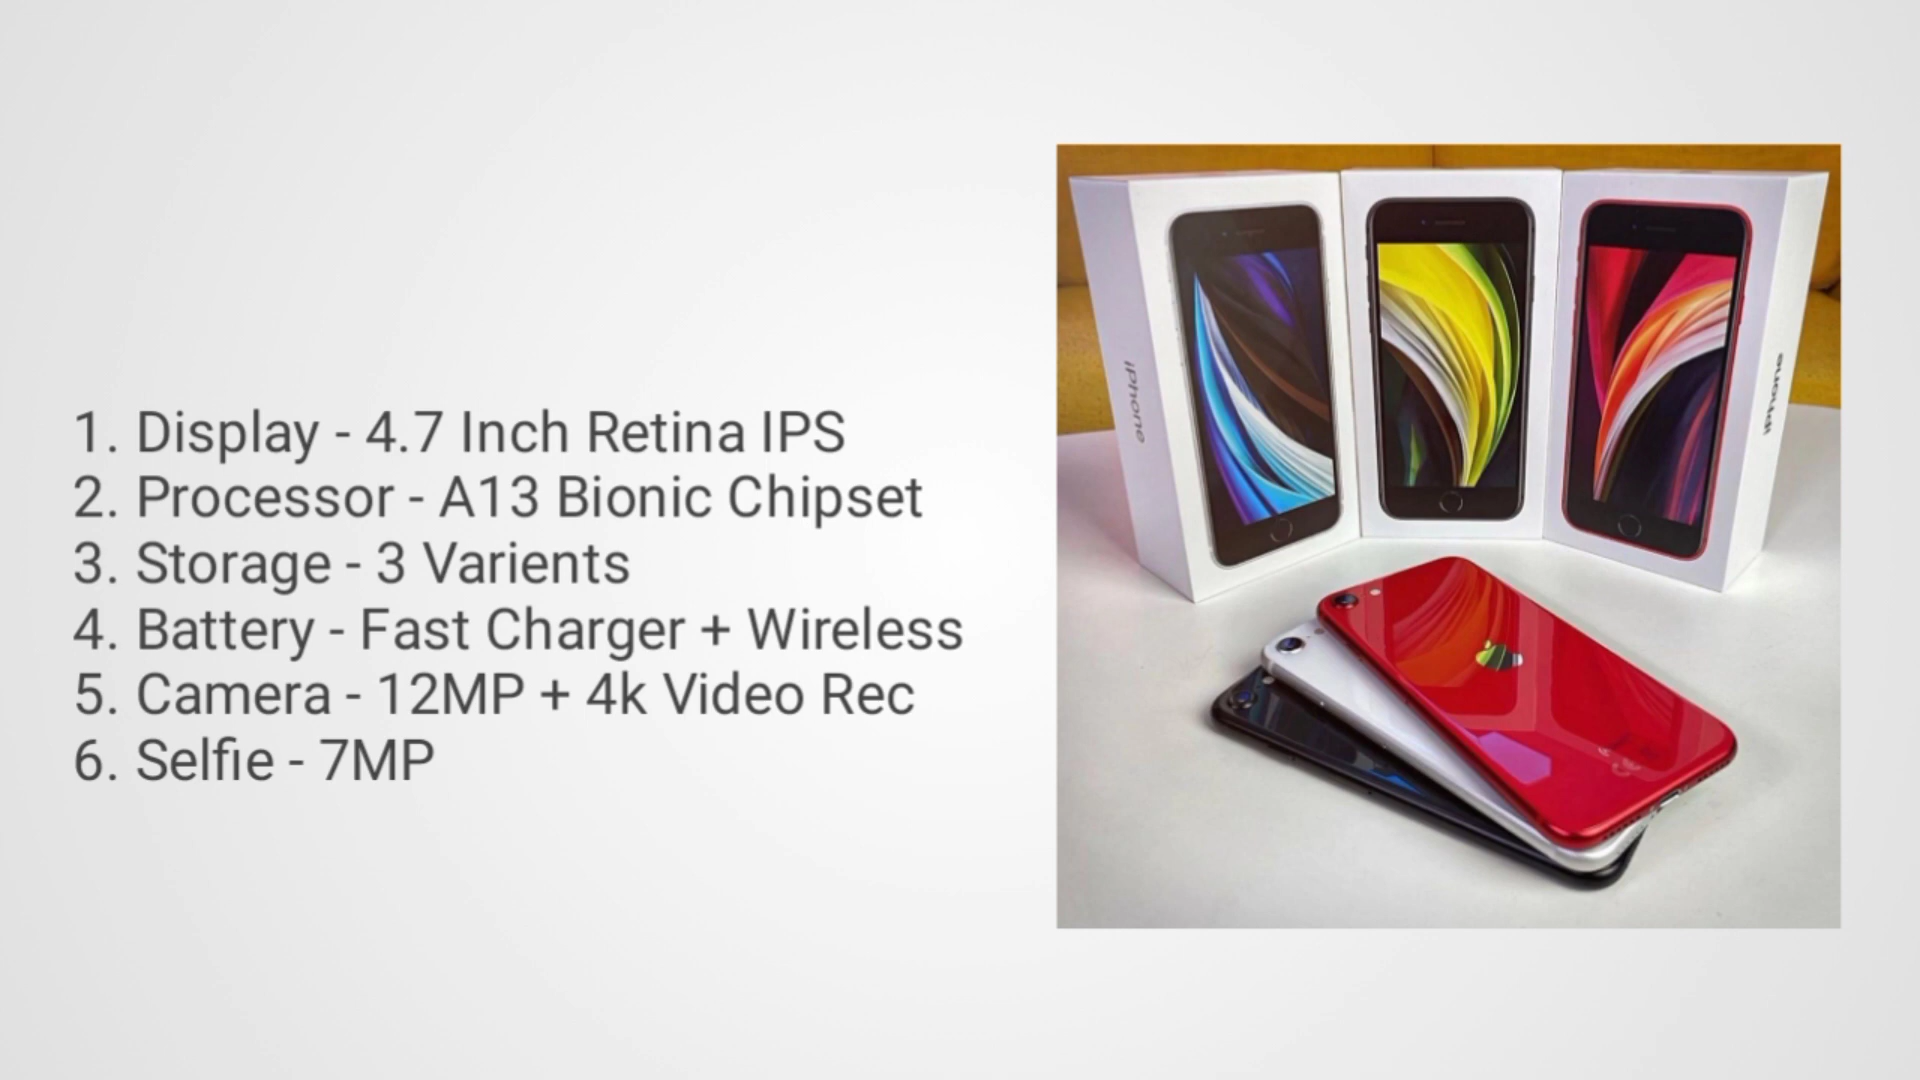 1. Display - 4.7 Inch Retina IPS
2. Processor - A13 Bionic Chipset
3. Storage - 3 Varients
4. Battery - Fast Charger + Wireless
5. Camera - 12MP + 4k Video Rec
6. Selfie - 7MP
iPhone
iPhone